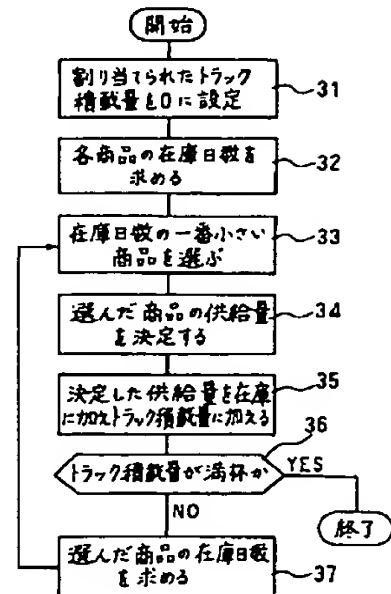 開始
割り当てられたトラック
積載量を0に設定
31
各商品の在庫日数を
求める
32
在庫日数の一番小さい
商品を選ぶ
33
選んだ商品の供給量
を決定する
34
決定した供給量を在庫
に加えトラック積載量に加える
35
36
トラック積載量が満杯か
YES
NO
終了
選んだ商品の在庫日数
を求める
37